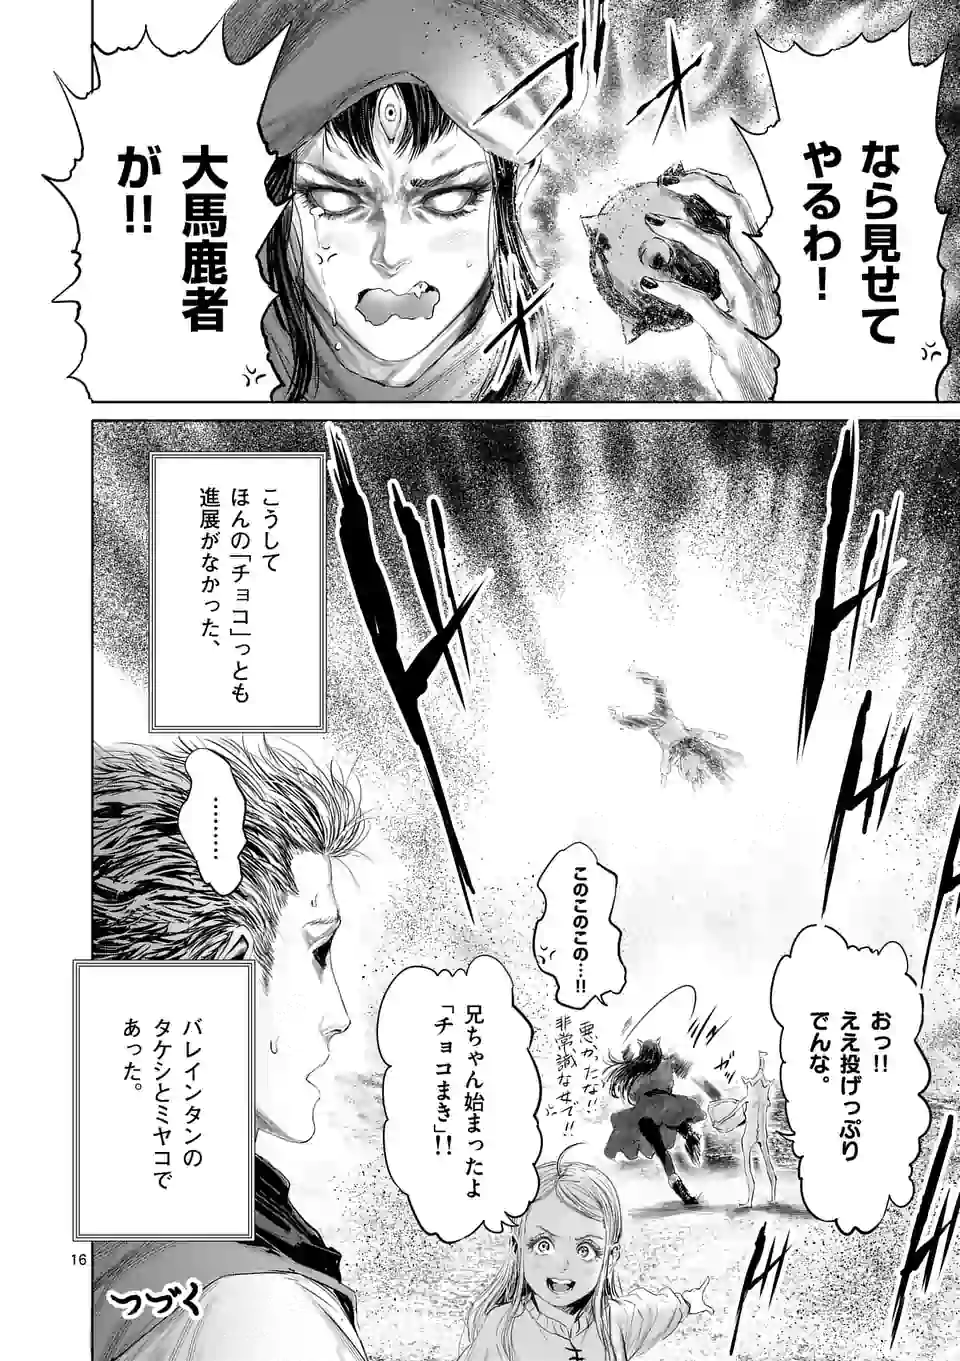 なら見せて
やるわ！
大馬鹿者
が!!
こうして
ほんの「チョコ」っとも
進展がなかった、
………
おっ!!
ええ投げっぷり
でんな。
このこのこの…!!
悪かったな!!
非常識な女で!!
兄ちゃん始まったよ
「チョコまき」!!
バレインタンの
タケシとミヤコで
あった。
つづく
16